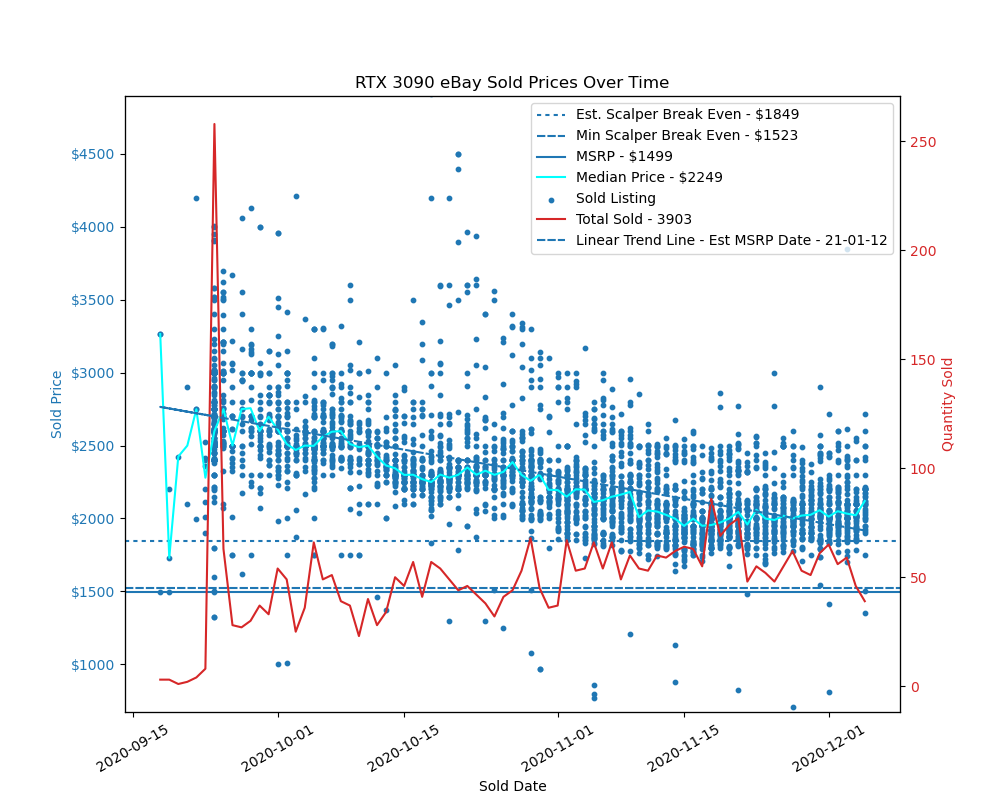 RTX 3090 eBay Sold Prices Over Time
Est. Scalper Break Even - $1849
Min Scalper Break Even - $1523
MSRP - $1499
Median Price - $2249
Sold Listing
Total Sold - 3903
Linear Trend Line - Est MSRP Date - 21-01-12
Sold Price
$4500
$4000
$3500
$3000
$2500
$2000
$1500
$1000
250
200
150
100
50
0
Quantity Sold
2020-09-15
2020-10-01
2020-10-15
2020-11-01
2020-11-15
2020-12-01
Sold Date